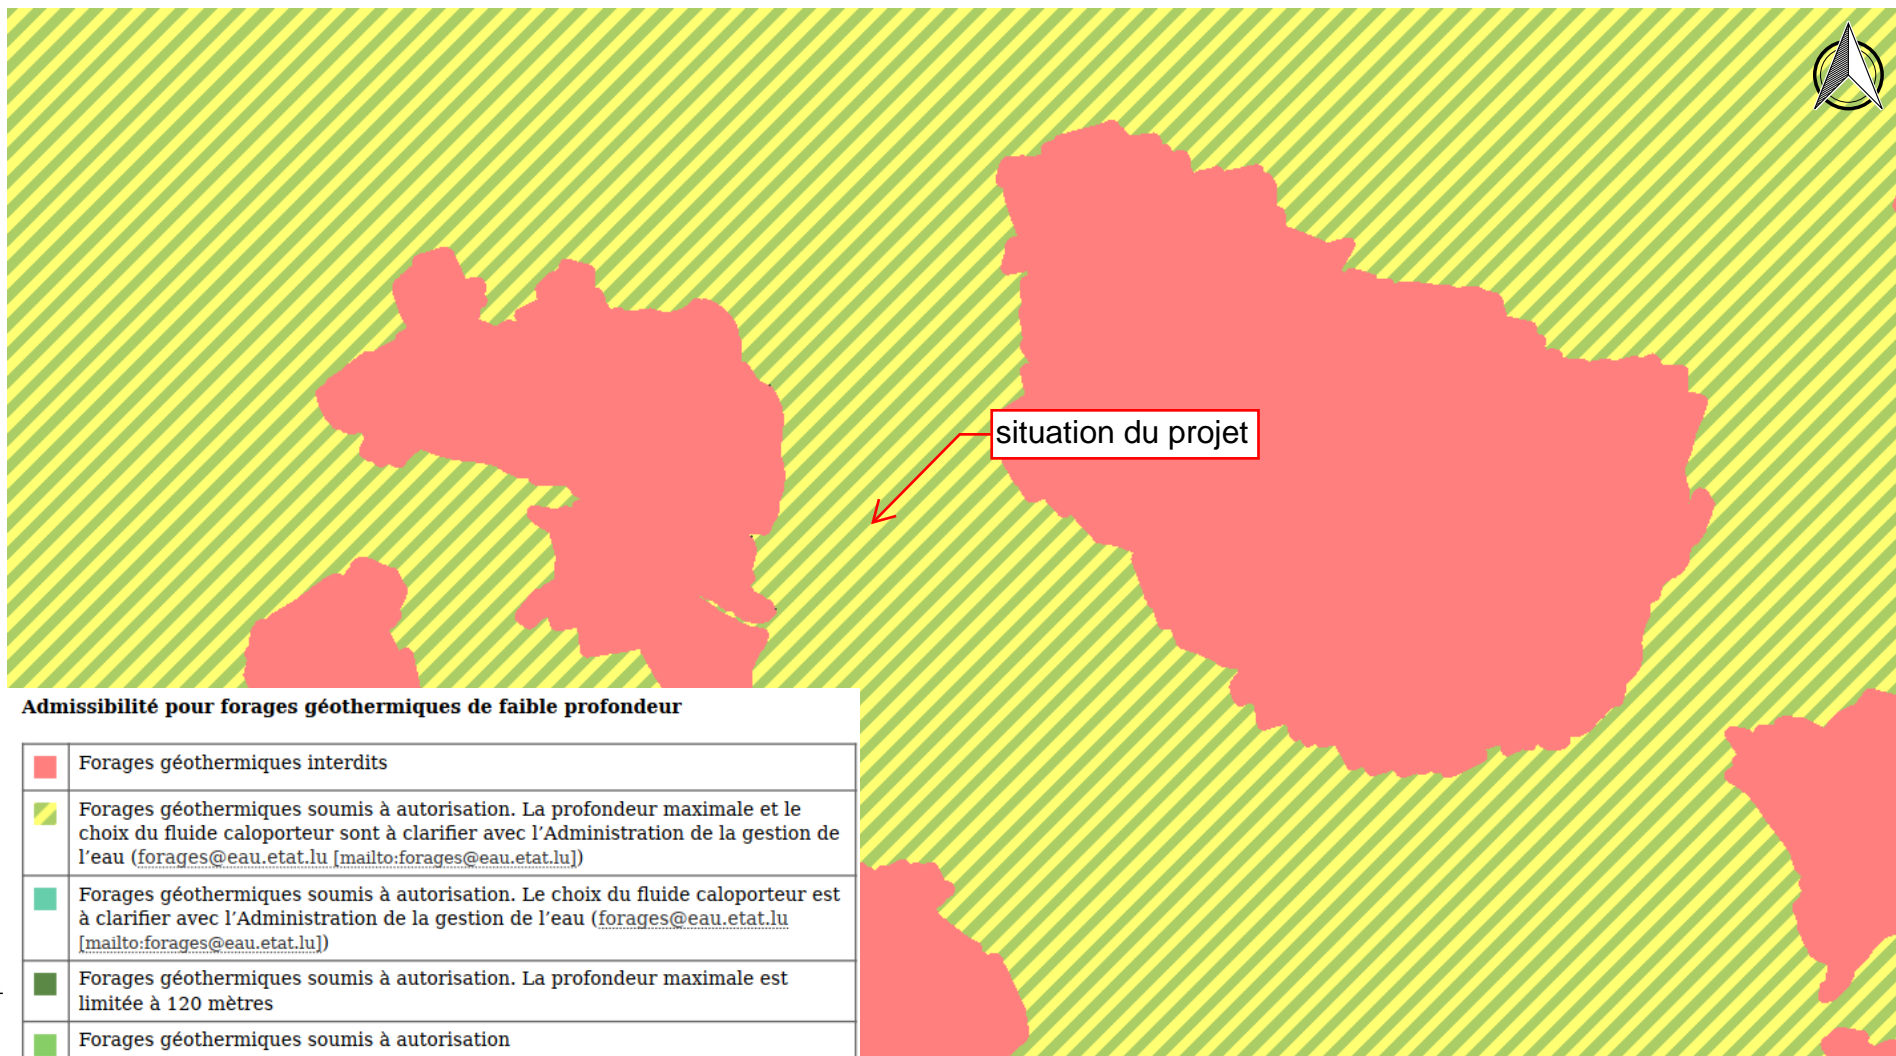 situation du projet
Admissibilité pour forages géothermiques de faible profondeur
Forages géothermiques interdits
Forages géothermiques soumis à autorisation. La profondeur maximale et le
choix du fluide caloporteur sont à clarifier avec l’Administration de la gestion de
l’eau (forages@eau.etat.lu [mailto:forages@eau.etat.lu])
Forages géothermiques soumis à autorisation. Le choix du fluide caloporteur est
à clarifier avec l’Administration de la gestion de l’eau (forages@eau.etat.lu
[mailto:forages@eau.etat.lu])
Forages géothermiques soumis à autorisation. La profondeur maximale est
limitée à 120 mètres
Forages géothermiques soumis à autorisation